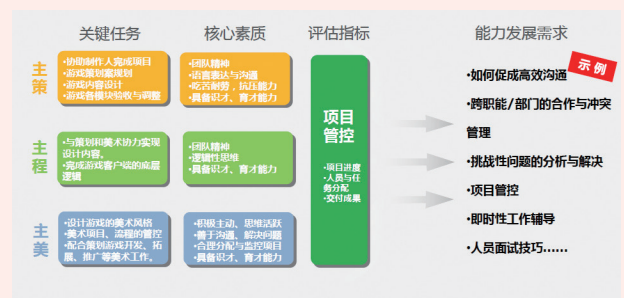 关键任务
核心素质
评估指标
能力发展需求
示例
主策
•协助制作人完成项目
•游戏策划案规划
•游戏内容设计
•游戏各模块验收与调整
•团队精神
•语言表达与沟通
•吃苦耐劳,抗压能力
•具备识才、育才能力
主程
•与策划和美术协力实现
设计内容。
•完成游戏客户端的底层
逻辑
•团队精神
•逻辑性思维
•具备识才、育才能力
主美
•设计游戏的美术风格
•美术项目、流程的管控
•配合策划游戏开发、拓
展、推广等美术工作。
•积极主动、思维活跃
•善于沟通、解决问题
•合理分配与监控项目
•具备识才、育才能力
项目
管控
•项目进度
•人员与任
务分配
•交付成果
•如何促成高效沟通
•跨职能/部门的合作与冲突
管理
•挑战性问题的分析与解决
•项目管控
•即时性工作辅导
•人员面试技巧......